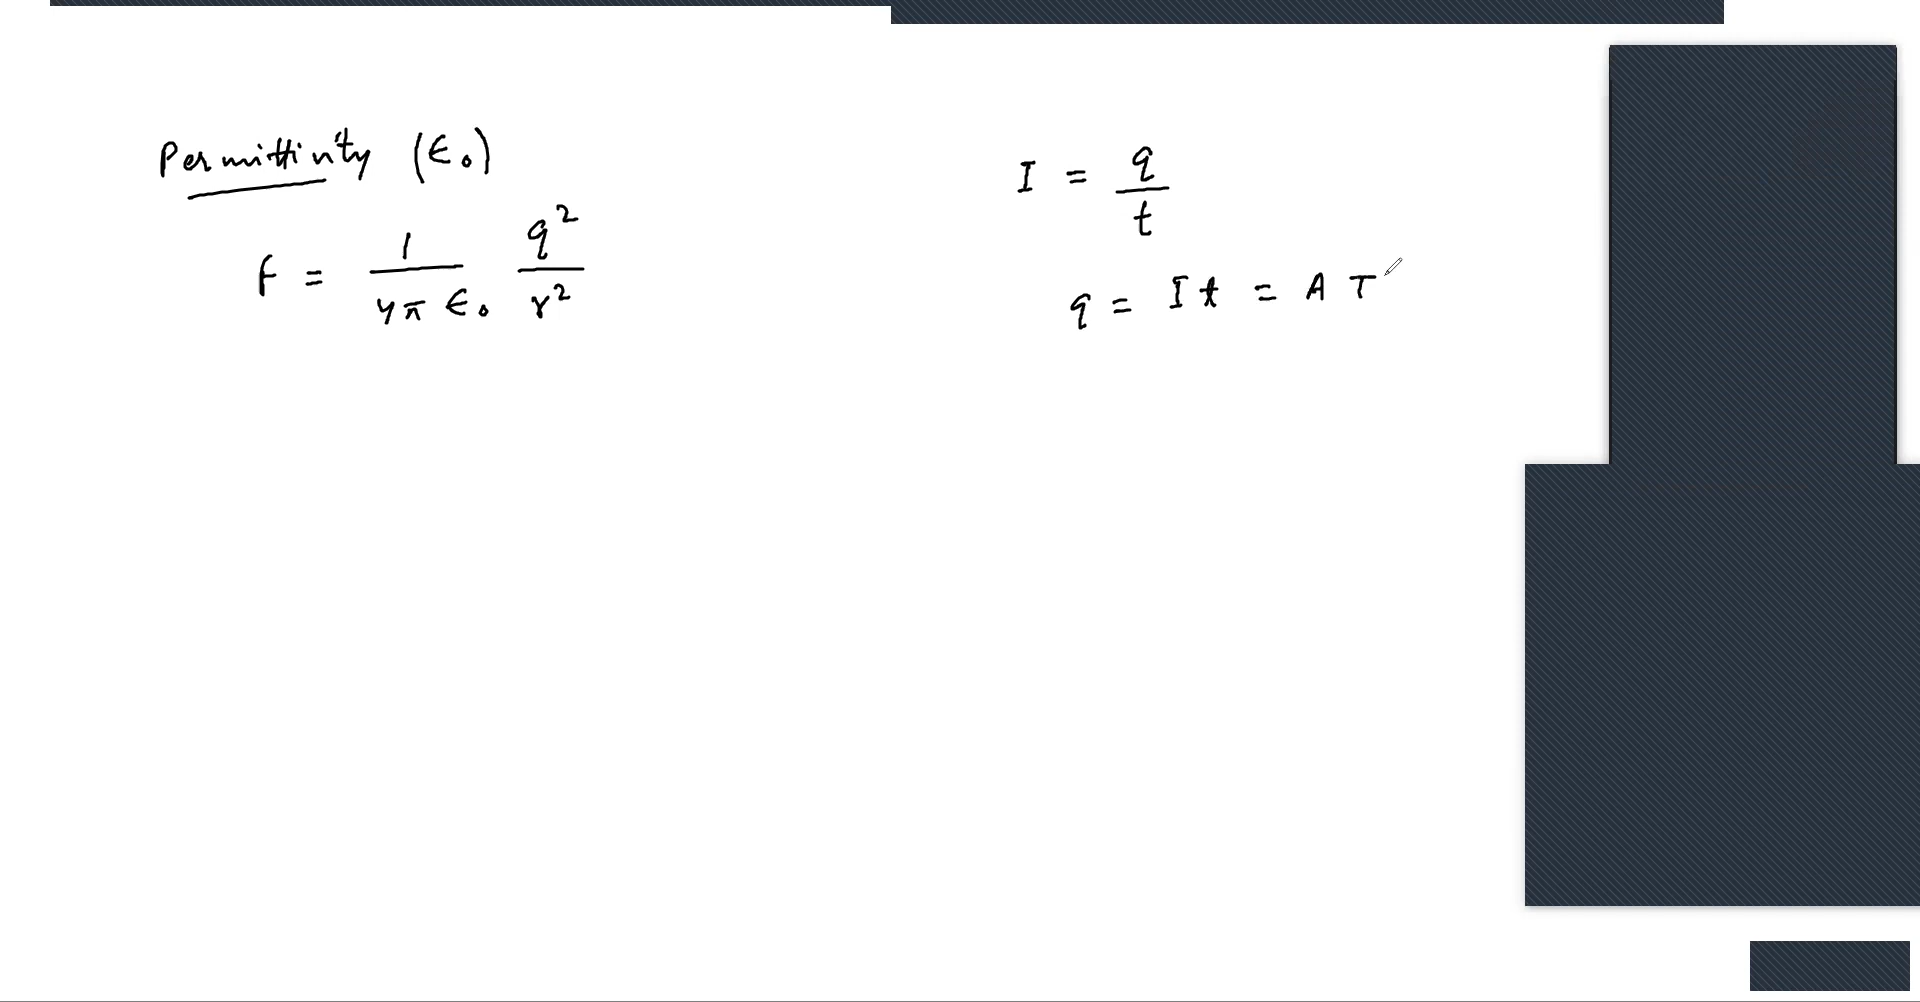 Permittivity (ϵ₀)
F = 1/(4π ϵ₀) q²/r²
I = q/t
q = It = A T